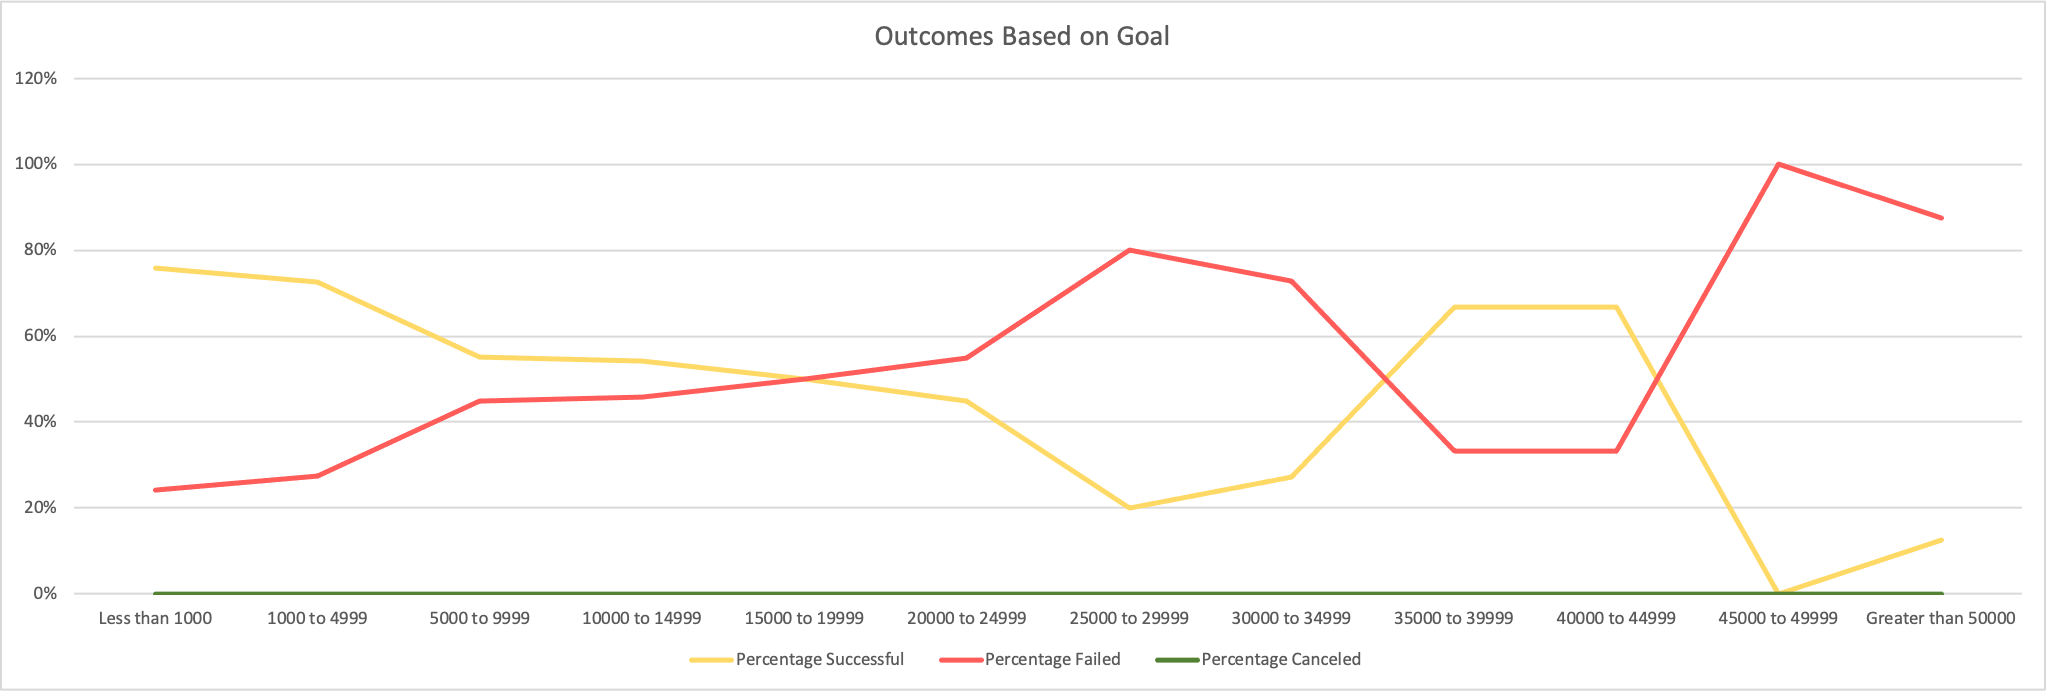 Outcomes Based on Goal
120%
100%
80%
60%
40%
20%
0%
Less than 1000 1000 to 4999 5000 to 9999 10000 to 14999 15000 to 19999 20000 to 24999 25000 to 29999 30000 to 34999 35000 to 39999 40000 to 44999 45000 to 49999 Greater than 50000
Percentage Successful Percentage Failed Percentage Canceled